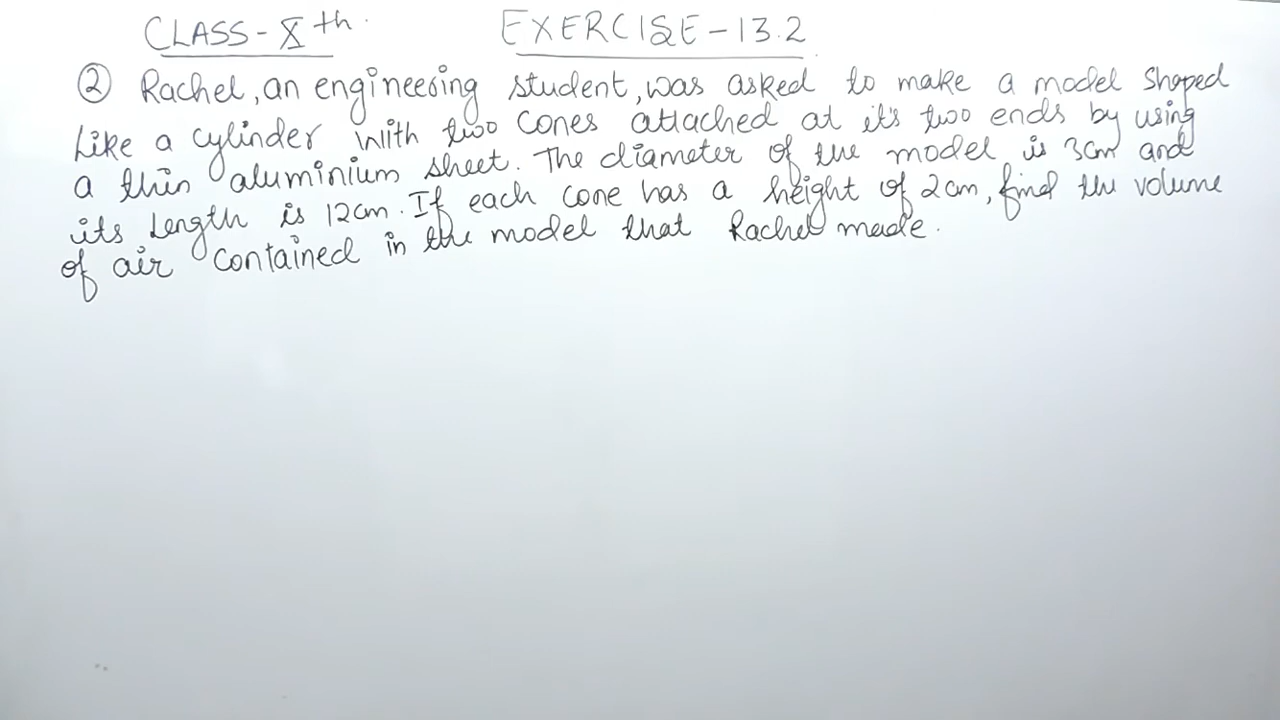 CLASS-Xth.
EXERCISE-13.2
② Rachel, an engineering student, was asked to make a model shaped
Like a cylinder with two cones attached at it's two ends by using
a thin aluminium sheet. The diameter of the model is 3cm and
its Length is 12cm. If each cone has a height of 2cm, find the volume
of air contained in the model that Rachel made.